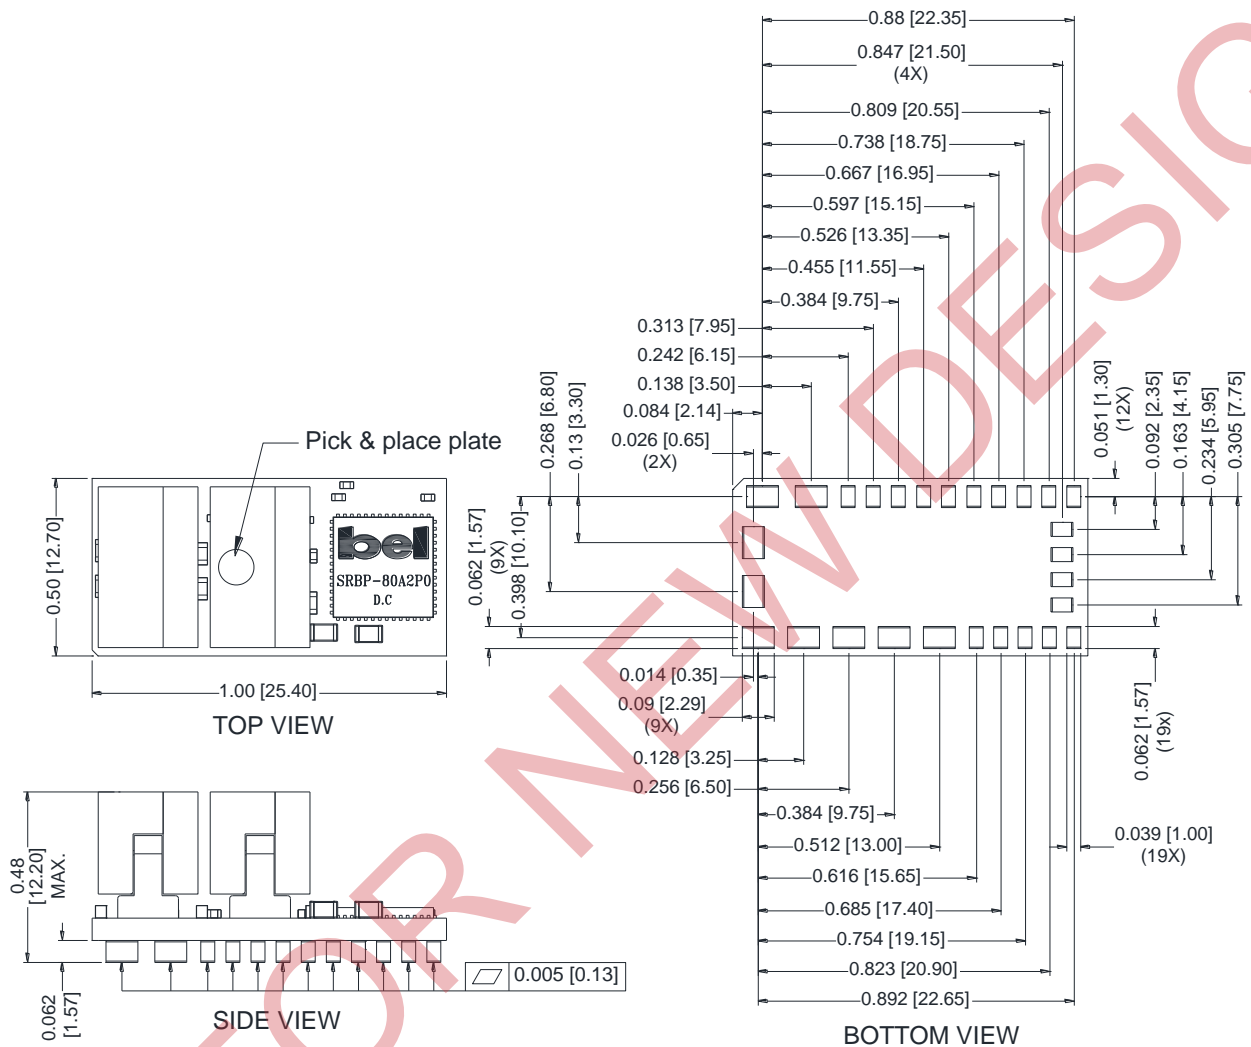 0.88 [22.35]
0.847 [21.50]
(4X)
0.809 [20.55]
0.738 [18.75]
0.667 [16.95]
0.597 [15.15]
0.526 [13.35]
0.455 [11.55]
0.384 [9.75]
0.313 [7.95]
0.242 [6.15]
0.138 [3.50]
0.084 [2.14]
0.026 [0.65]
(2X)
0.268 [6.80]
0.13 [3.30]
0.051 [1.30]
(12X)
0.092 [2.35]
0.163 [4.15]
0.234 [5.95]
0.305 [7.75]
Pick & place plate
0.50 [12.70]
bel
SRBP-80A2P0
D.C
1.00 [25.40]
TOP VIEW
0.062 [1.57]
(9X)
0.398 [10.10]
0.014 [0.35]
0.09 [2.29]
(9X)
0.128 [3.25]
0.256 [6.50]
0.384 [9.75]
0.512 [13.00]
0.616 [15.65]
0.685 [17.40]
0.754 [19.15]
0.823 [20.90]
0.892 [22.65]
0.062 [1.57]
(19x)
0.039 [1.00]
(19X)
BOTTOM VIEW
0.48
[12.20]
MAX.
0.062
[1.57]
0.005 [0.13]
SIDE VIEW
FOR NEW DESIG